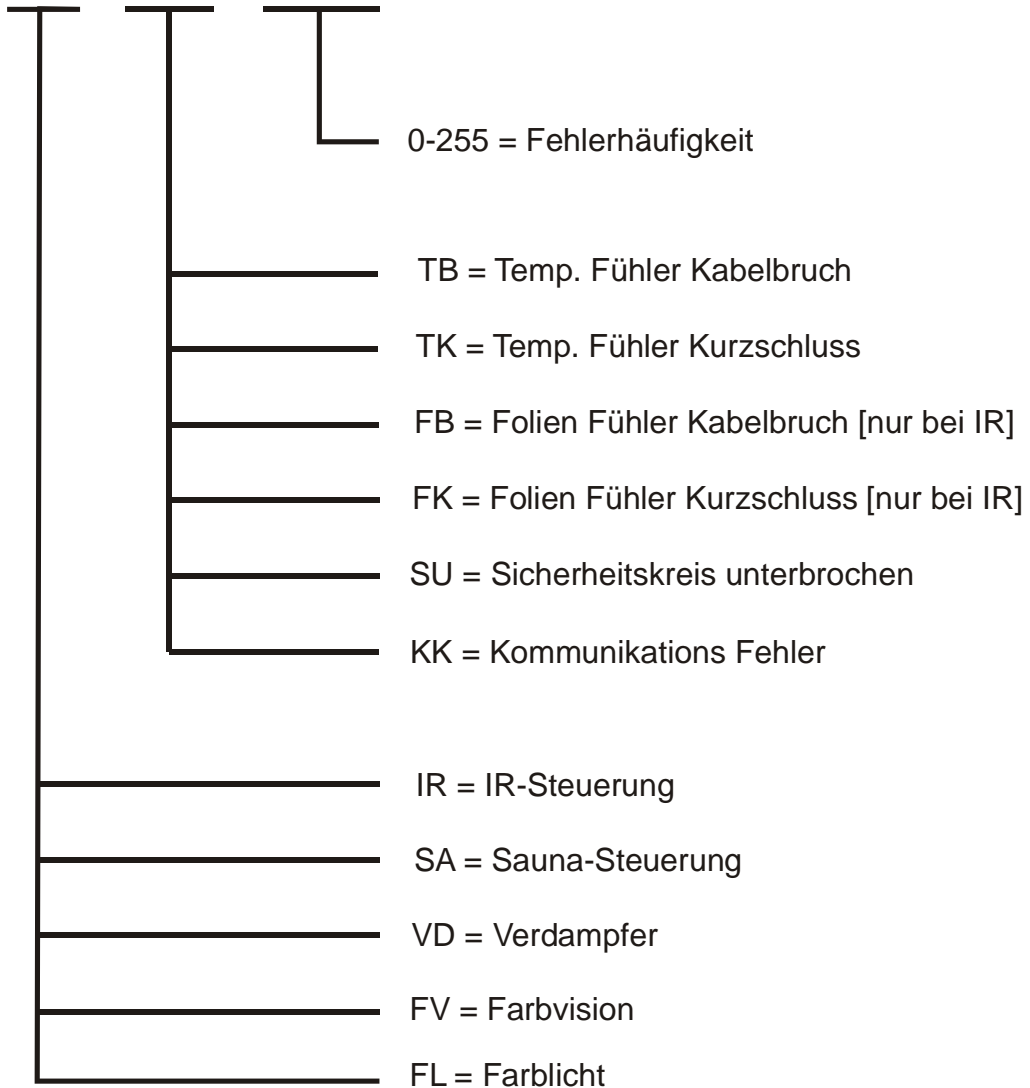 0-255 = Fehlerhäufigkeit
TB = Temp. Fühler Kabelbruch
TK = Temp. Fühler Kurzschluss
FB = Folien Fühler Kabelbruch [nur bei IR]
FK = Folien Fühler Kurzschluss [nur bei IR]
SU = Sicherheitskreis unterbrochen
KK = Kommunikations Fehler
IR = IR-Steuerung
SA = Sauna-Steuerung
VD = Verdampfer
FV = Farbvision
FL = Farblicht